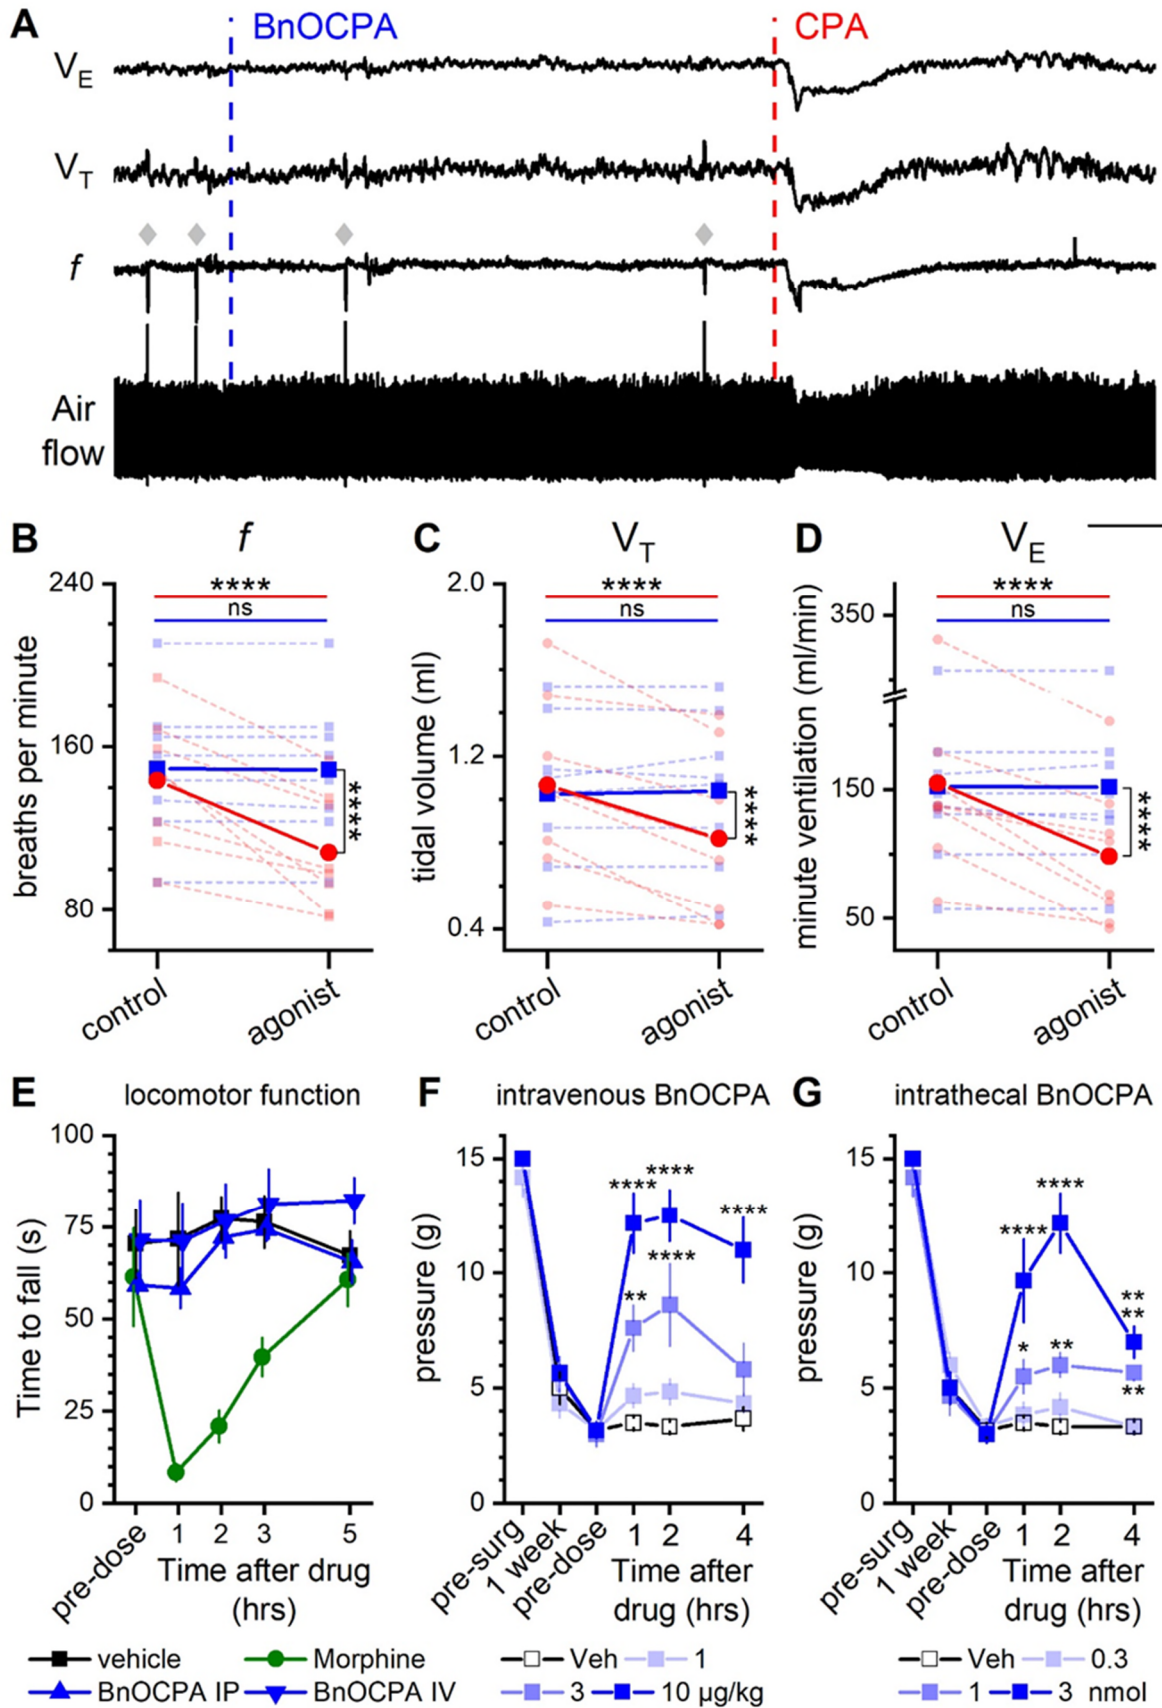 A
BnOCPA
CPA
VE
VT
f
Air
flow
B
f
C
VT
D
VE
****
ns
****
ns
****
ns
240
160
80
breaths per minute
****
control
agonist
2.0
1.2
0.4
tidal volume (ml)
****
control
agonist
350
150
50
minute ventilation (ml/min)
****
control
agonist
E
locomotor function
F
intravenous BnOCPA
G
intrathecal BnOCPA
100
75
50
25
0
Time to fall (s)
pre-dose
1
2
3
5
Time after drug
(hrs)
15
10
5
0
pressure (g)
****
****
****
**
****
pre-surg
1 week
pre-dose
1
2
4
Time after
drug (hrs)
15
10
5
0
pressure (g)
****
****
**
**
*
**
**
pre-surg
1 week
pre-dose
1
2
4
Time after
drug (hrs)
vehicle
Morphine
BnOCPA IP
BnOCPA IV
Veh
1
3
10 µg/kg
Veh
0.3
1
3 nmol